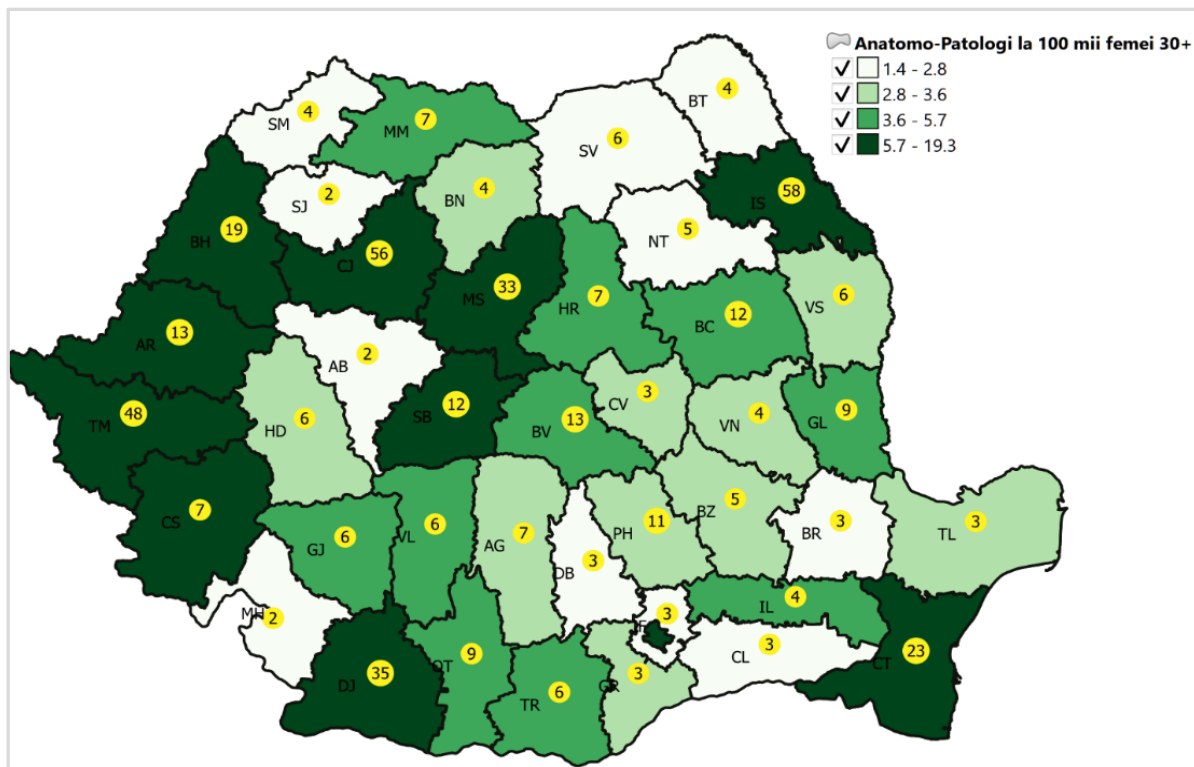 Anatomo-Patologi la 100 mii femei 30+
1.4 - 2.8
2.8 - 3.6
3.6 - 5.7
5.7 - 19.3
SM 4
MM 7
SV 6
BT 4
SJ 2
BN 4
IS 58
BH 19
CJ 56
MS 33
HR 7
NT 5
VS 6
AR 13
AB 2
BC 12
TM 48
HD 6
SB 12
BV 13
CV 3
VN 4
GL 9
CS 7
GJ 6
VL 6
AG 7
DB 3
PH 11
BZ 5
BR 3
TL 3
MH 2
DJ 35
OT 9
TR 6
GR 3
IF 3
IL 4
CL 3
CT 23